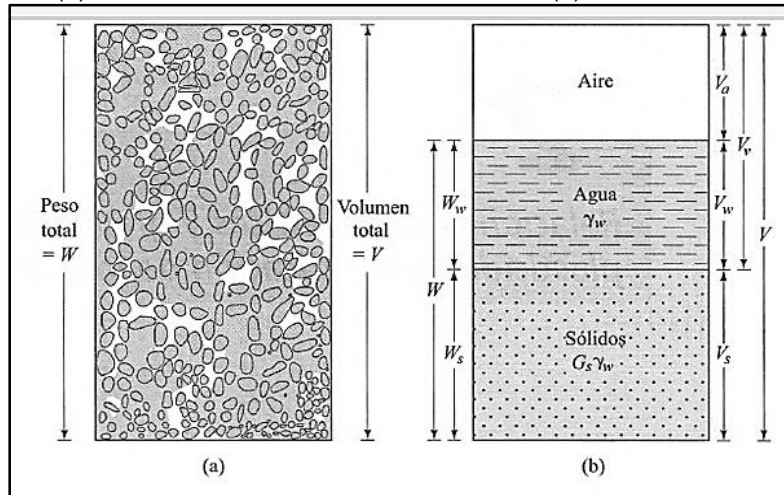 Peso
total
= W
Volumen
total
= V
(a)
Aire
Agua
γw
Sólidos
Gsγw
W
Ww
Ws
Va
Vw
Vs
Vv
V
(b)